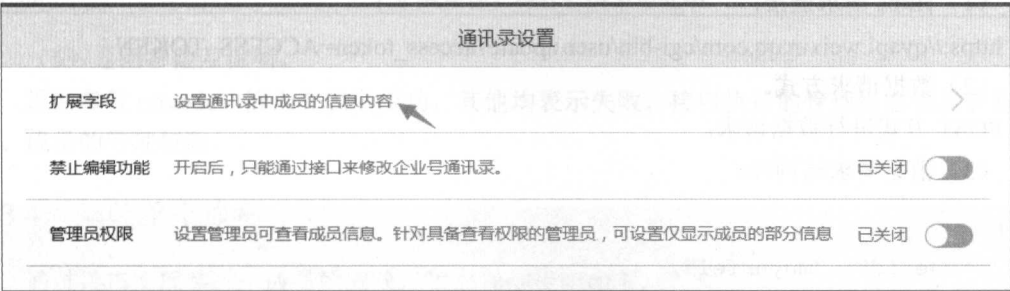 通讯录设置
扩展字段 设置通讯录中成员的信息内容
禁止编辑功能 开启后，只能通过接口来修改企业号通讯录。 已关闭
管理员权限 设置管理员可查看成员信息。针对具备查看权限的管理员，可设置仅显示成员的部分信息 已关闭